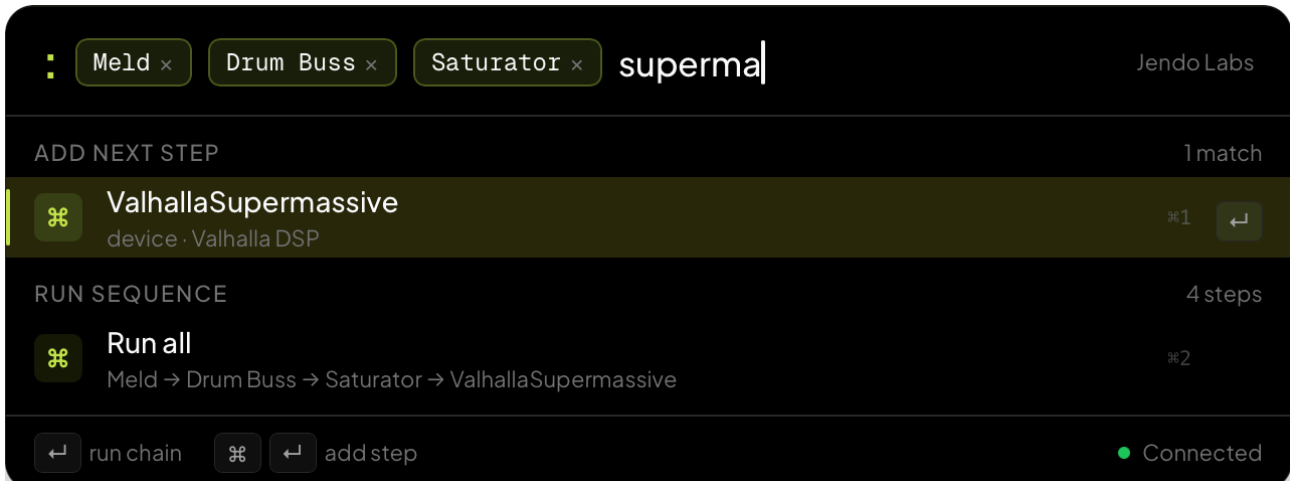 : Meld × Drum Buss × Saturator × superma Jendo Labs
ADD NEXT STEP 1 match
⌘ ValhallaSupermassive ⌘1 ↵
device · Valhalla DSP
RUN SEQUENCE 4 steps
⌘ Run all ⌘2
Meld → Drum Buss → Saturator → ValhallaSupermassive
↵ run chain ⌘ ↵ add step Connected